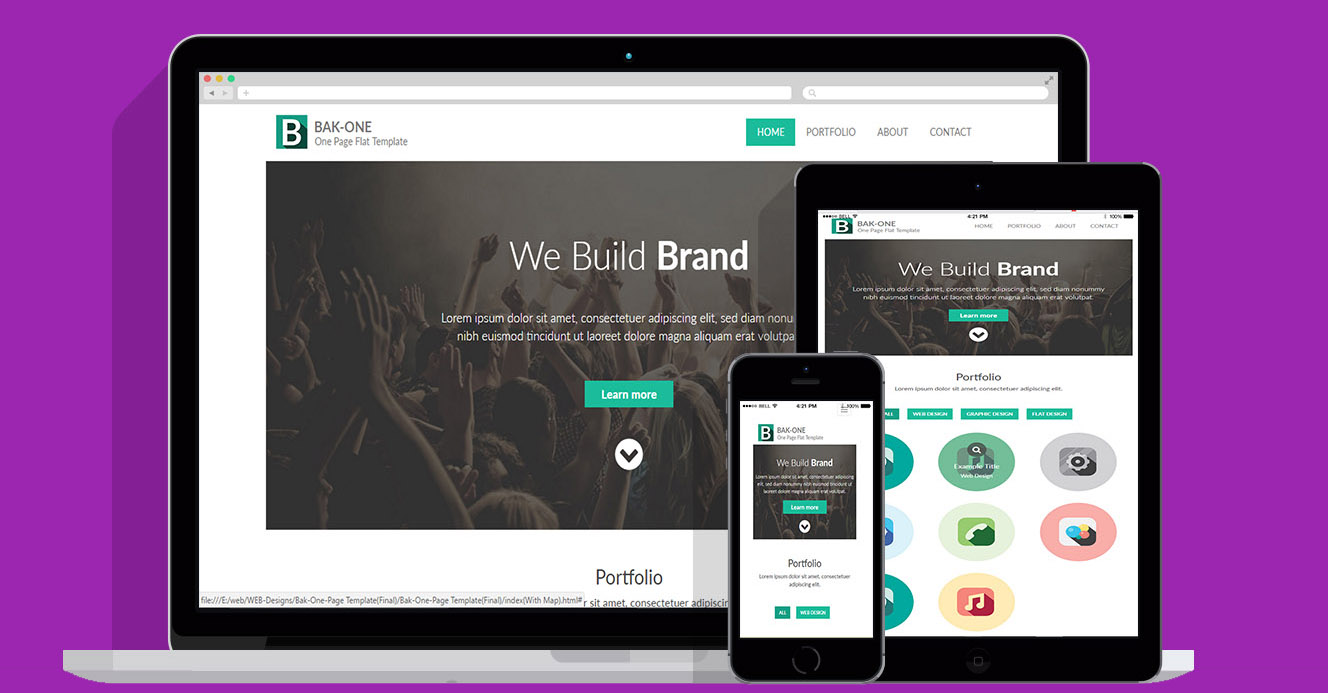 B BAK-ONE
One Page Flat Template
HOME PORTFOLIO ABOUT CONTACT
We Build Brand
Lorem ipsum dolor sit amet, consectetuer adipiscing elit, sed diam nonu
nibh euismod tincidunt ut laoreet dolore magna aliquam erat volutpa
Learn more
Portfolio
file:///E:/web/WEB-Designs/Bak-One-Page Template(Final)/Bak-One-Page Template(Final)/index(With Map).html#
r sit amet, consectetuer adipiscin
BELL 4:21 PM 100%
B BAK-ONE
One Page Flat Template
HOME PORTFOLIO ABOUT CONTACT
We Build Brand
Lorem ipsum dolor sit amet, consectetuer adipiscing elit, sed diam nonummy
nibh euismod tincidunt ut laoreet dolore magna aliquam erat volutpat.
Learn more
Portfolio
Lorem ipsum dolor sit amet, consectetuer adipiscing elit.
ALL WEB DESIGN GRAPHIC DESIGN FLAT DESIGN
Example Title
Web Design
BELL 4:21 PM 100%
B BAK-ONE
One Page Flat Template
We Build Brand
Lorem ipsum dolor sit amet, consectetuer adipiscing
elit, sed diam nonummy nibh euismod tincidunt ut
laoreet dolore magna aliquam erat volutpat.
Learn more
Portfolio
Lorem ipsum dolor sit amet, consectetuer
adipiscing elit.
ALL WEB DESIGN